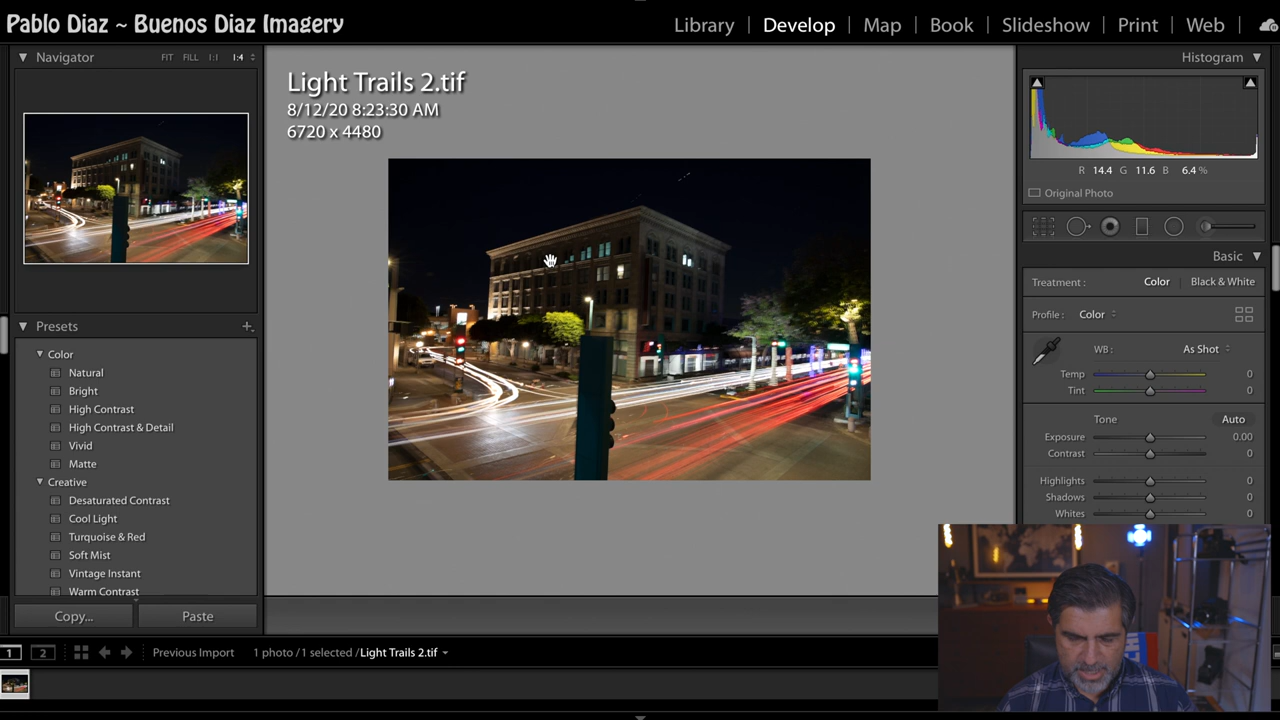 Pablo Diaz ~ Buenos Diaz Imagery
Library | Develop | Map | Book | Slideshow | Print | Web |
Navigator FIT FILL 1:1 1:4
Histogram
Light Trails 2.tif
8/12/20 8:23:30 AM
6720 x 4480
R 14.4 G 11.6 B 6.4 %
Original Photo
Basic
Treatment : Color | Black & White
Profile : Color
WB : As Shot
Temp 0
Tint 0
Tone Auto
Exposure 0.00
Contrast 0
Highlights 0
Shadows 0
Whites 0
Presets +
Color
Natural
Bright
High Contrast
High Contrast & Detail
Vivid
Matte
Creative
Desaturated Contrast
Cool Light
Turquoise & Red
Soft Mist
Vintage Instant
Warm Contrast
Copy... Paste
1 2 Previous Import 1 photo / 1 selected / Light Trails 2.tif